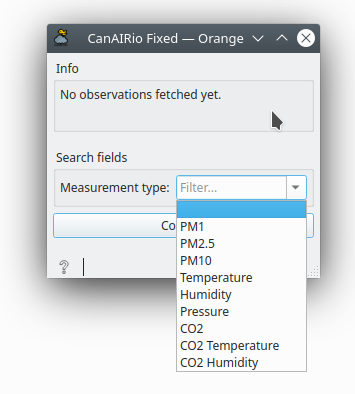 CanAIRio Fixed — Orange
Info
No observations fetched yet.
Search fields
Measurement type: Filter...
PM1
PM2.5
PM10
Temperature
Humidity
Pressure
CO2
CO2 Temperature
CO2 Humidity
Co
?